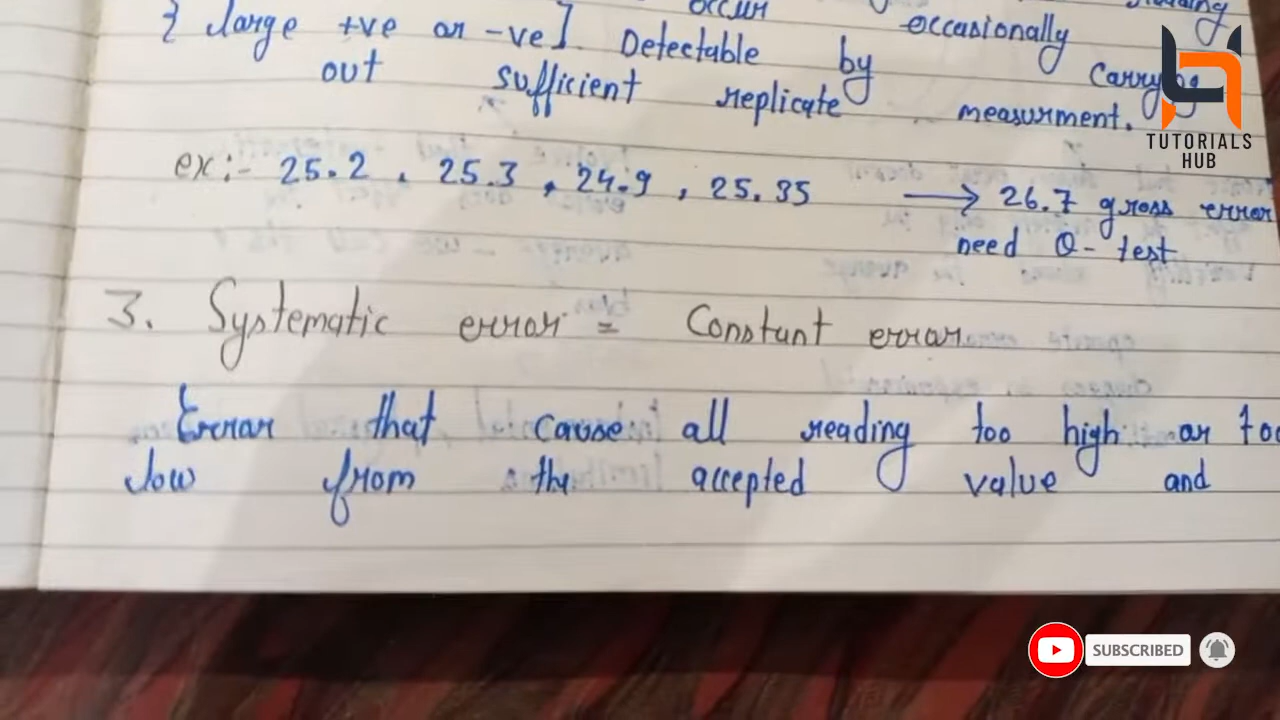 occur
{ large +ve or -ve] Detectable by occasionally carrying
out sufficient replicate measurment.
ex:- 25.2 , 25.3 , 24.9 , 25.35 → 26.7 gross error
need Q- test
3. Systematic error = Constant error
Error that cause all reading too high or too
low from the accepted value and
TUTORIALS
HUB
SUBSCRIBED